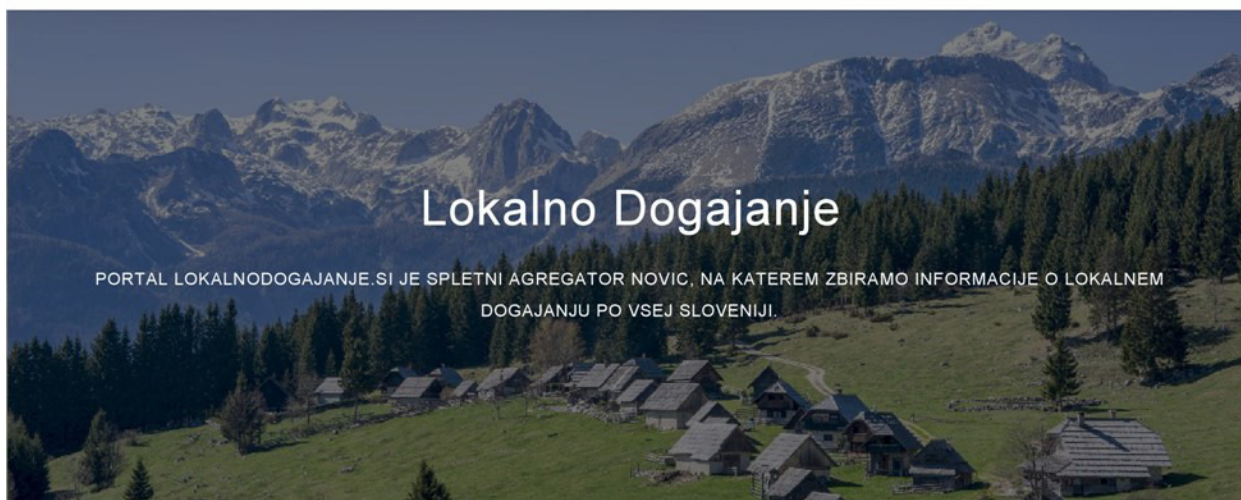 Lokalno Dogajanje
PORTAL LOKALNODOGAJANJE.SI JE SPLETNI AGREGATOR NOVIC, NA KATEREM ZBIRAMO INFORMACIJE O LOKALNEM
DOGAJANJU PO VSEJ SLOVENIJI.